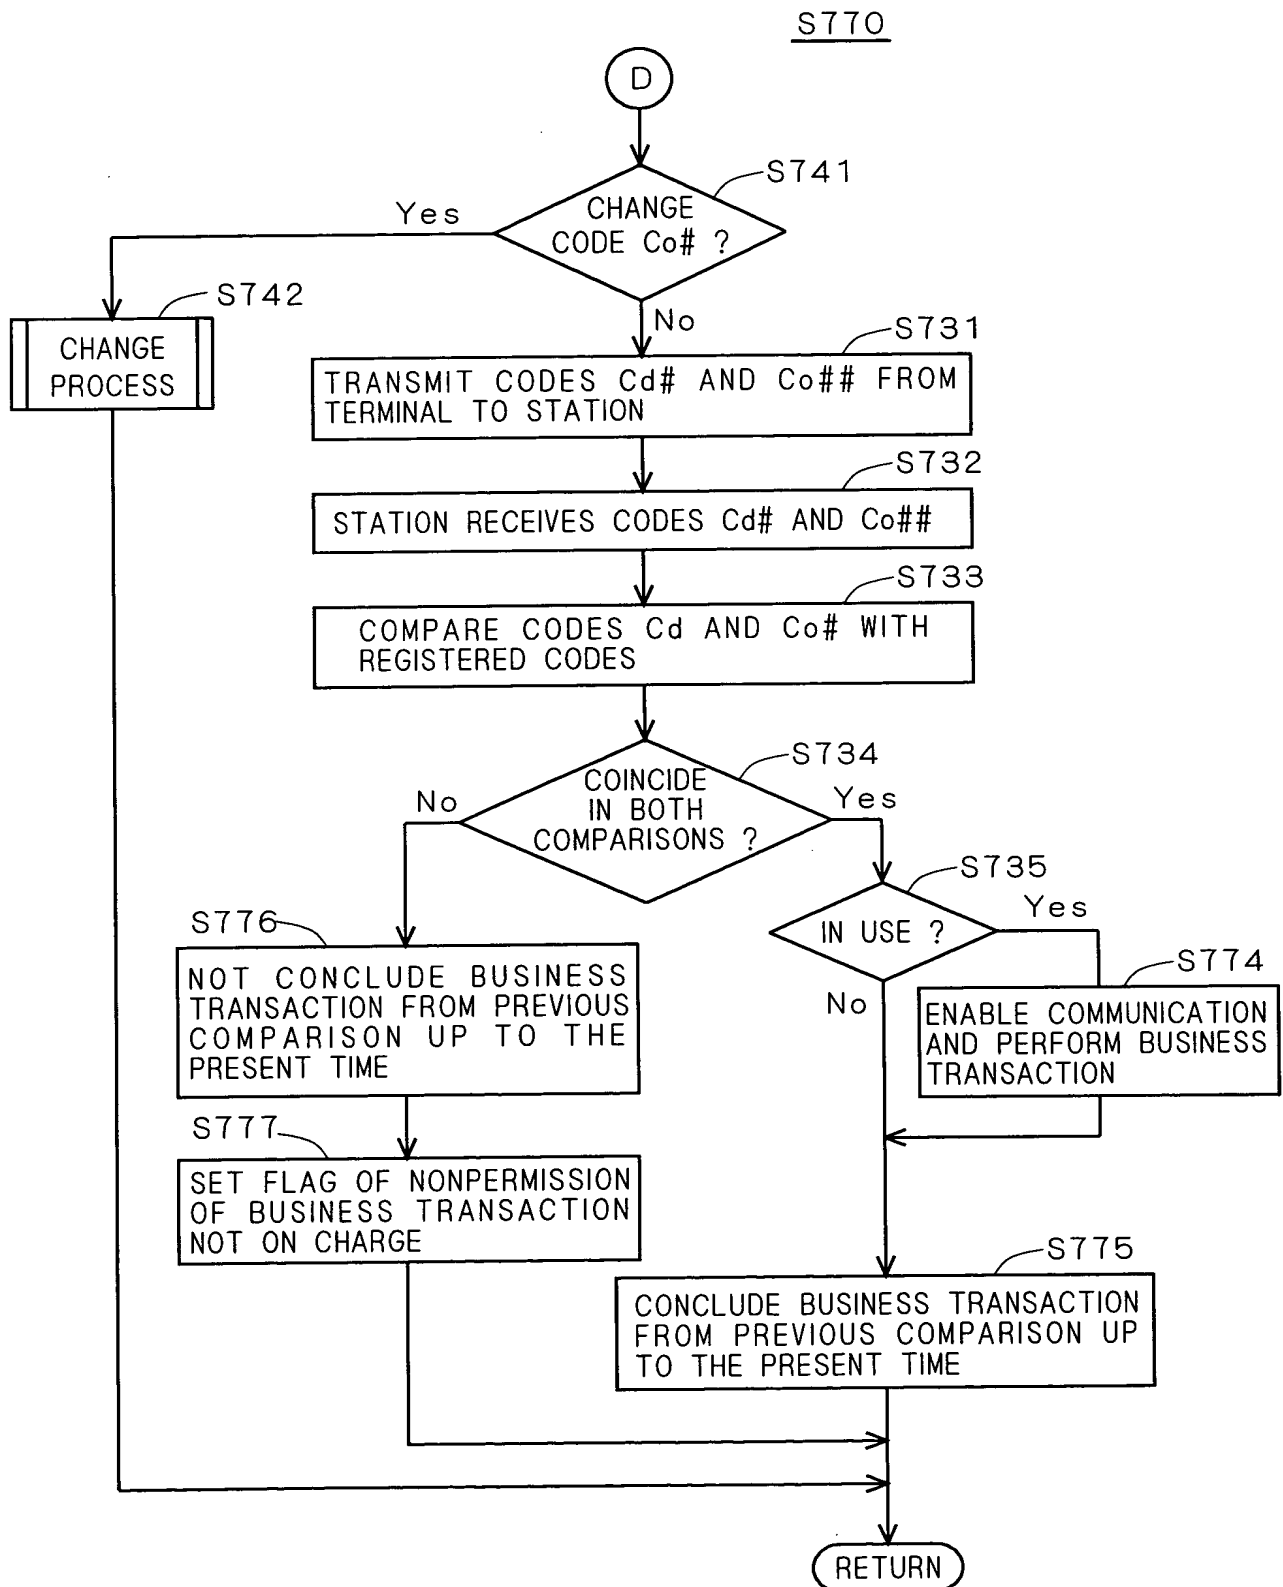 S770
D
S741
CHANGE
CODE Co# ?
Yes
No
S742
CHANGE
PROCESS
S731
TRANSMIT CODES Cd# AND Co## FROM
TERMINAL TO STATION
S732
STATION RECEIVES CODES Cd# AND Co##
S733
COMPARE CODES Cd AND Co# WITH
REGISTERED CODES
S734
COINCIDE
IN BOTH
COMPARISONS ?
No
Yes
S735
IN USE ?
Yes
No
S774
ENABLE COMMUNICATION
AND PERFORM BUSINESS
TRANSACTION
S776
NOT CONCLUDE BUSINESS
TRANSACTION FROM PREVIOUS
COMPARISON UP TO THE
PRESENT TIME
S777
SET FLAG OF NONPERMISSION
OF BUSINESS TRANSACTION
NOT ON CHARGE
S775
CONCLUDE BUSINESS TRANSACTION
FROM PREVIOUS COMPARISON UP
TO THE PRESENT TIME
RETURN